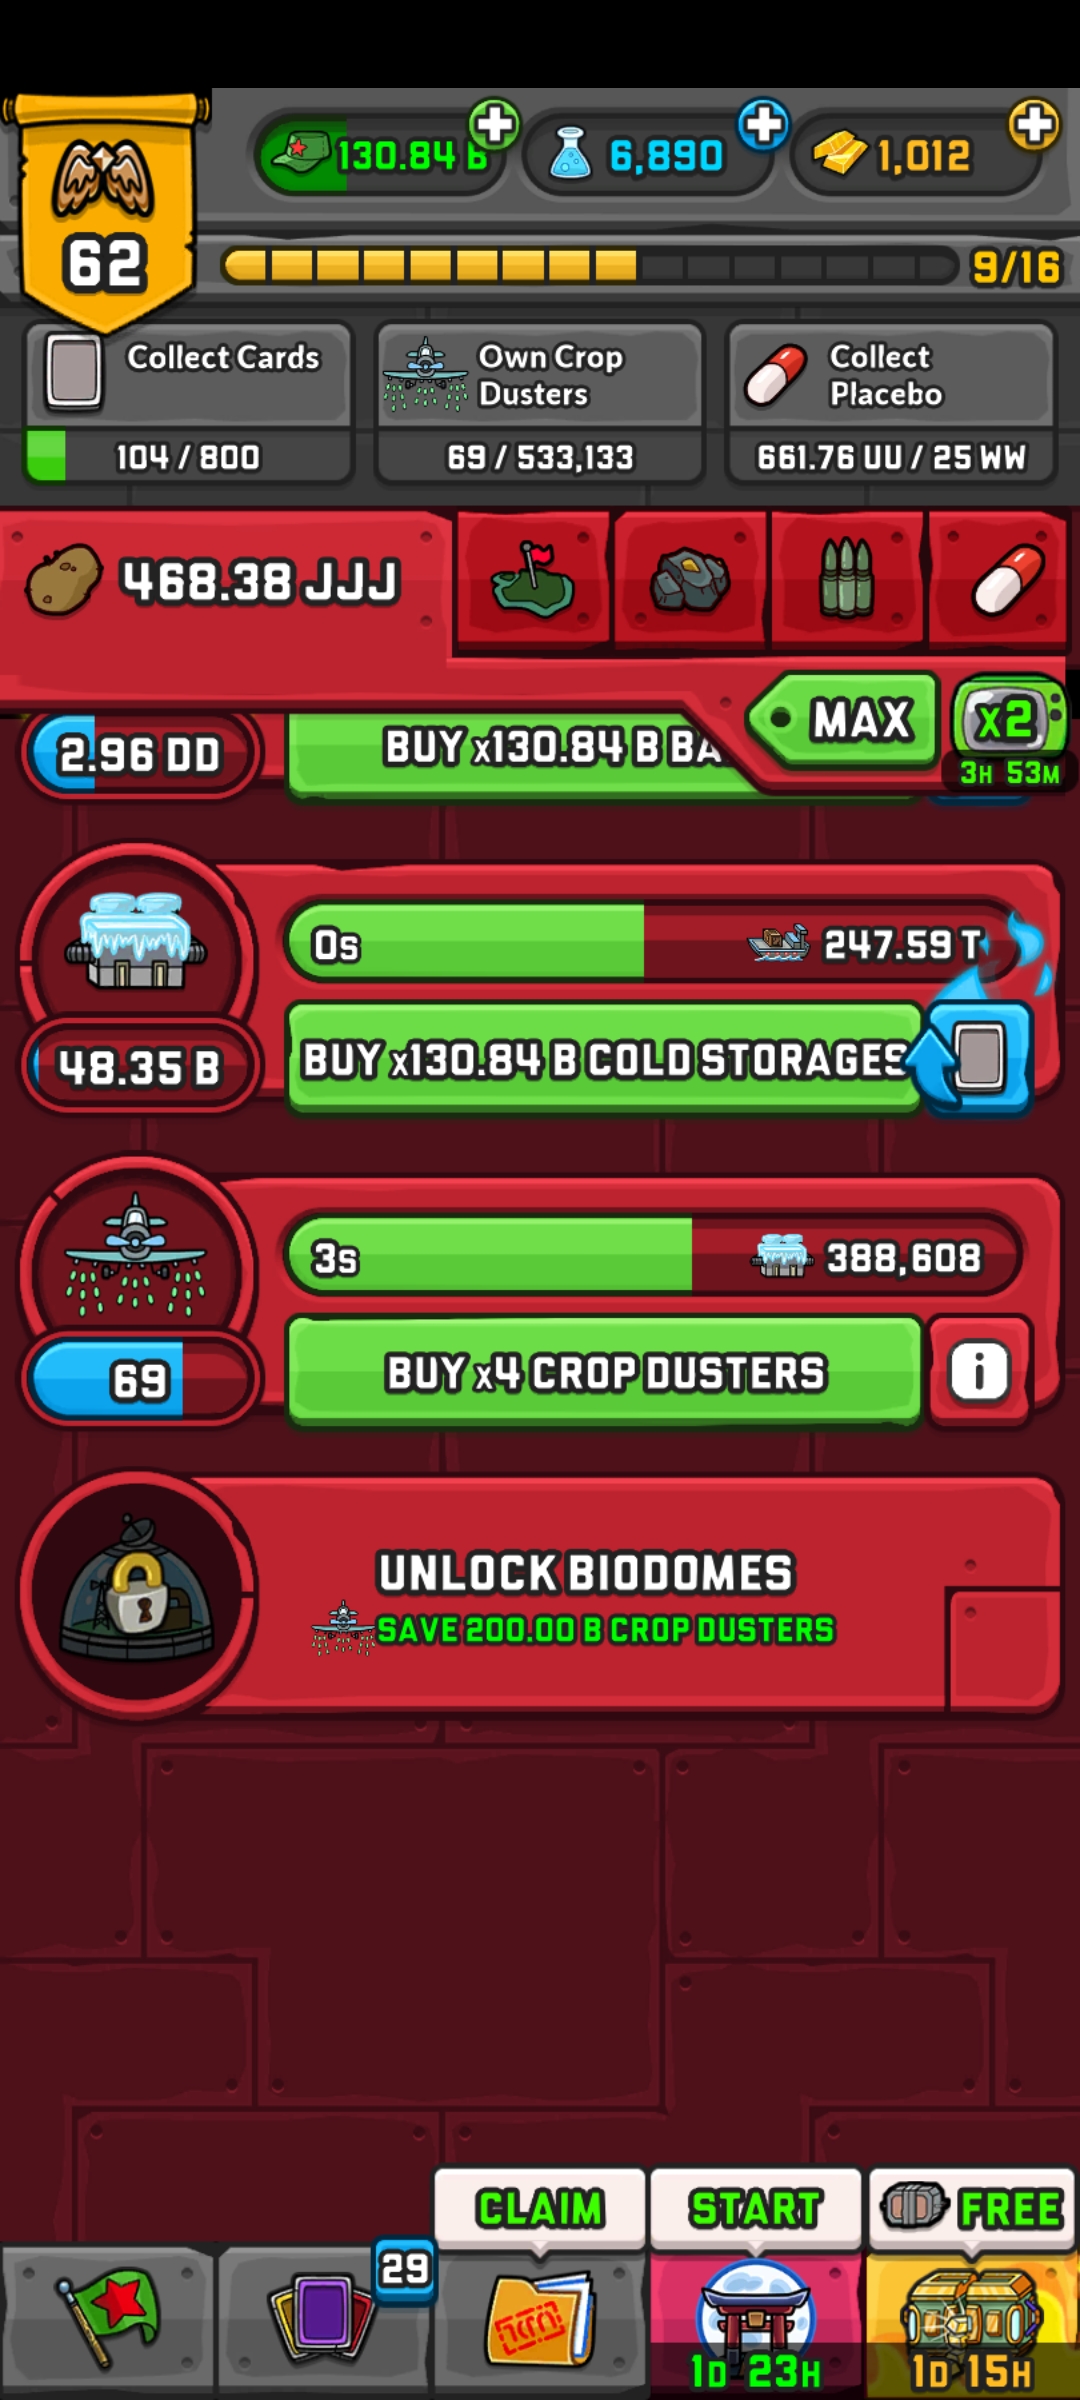 130.84 B
6,890
1,012
62
9/16
Collect Cards
104 / 800
Own Crop
Dusters
69 / 533,133
Collect
Placebo
661.76 UU / 25 WW
468.38 JJJ
MAX
x2
3H 53M
2.96 DD
BUY x130.84 B BA
0s
247.59 T
48.35 B
BUY x130.84 B COLD STORAGES
3s
388,608
69
BUY x4 CROP DUSTERS
i
UNLOCK BIODOMES
SAVE 200.00 B CROP DUSTERS
CLAIM
START
FREE
29
1D 23H
1D 15H